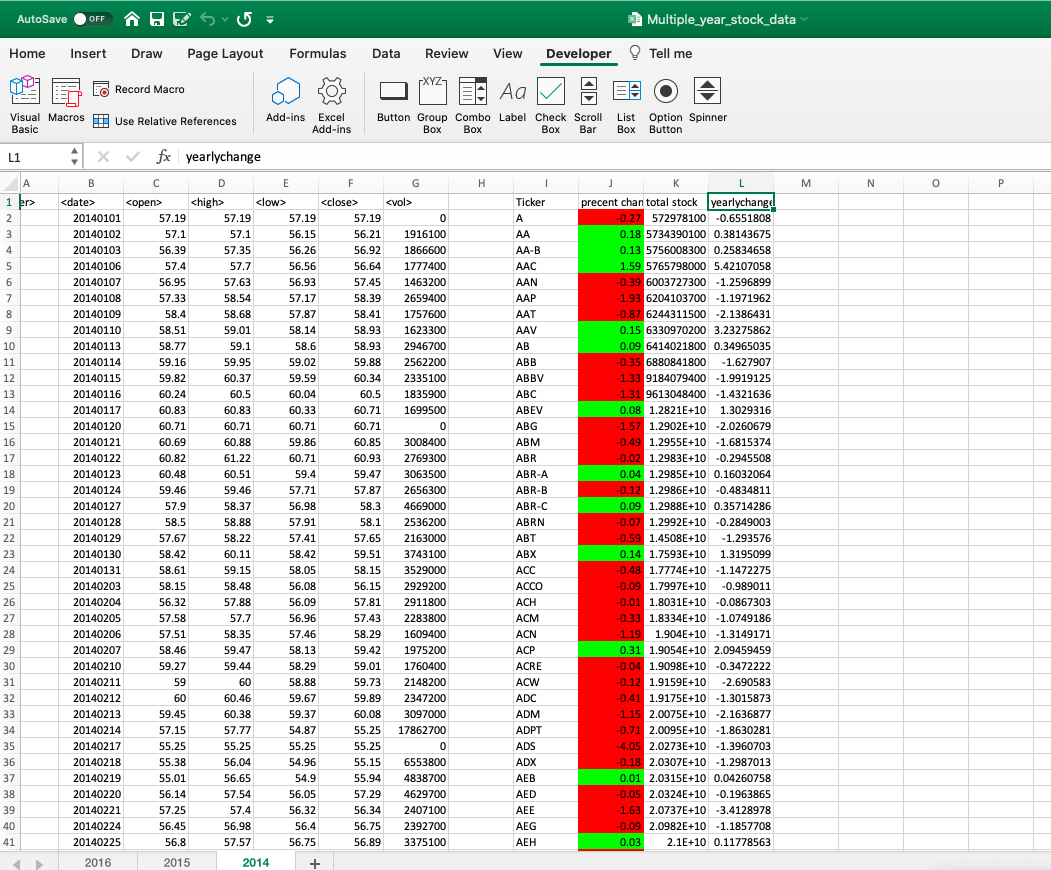 AutoSave OFF Multiple_year_stock_data
Home Insert Draw Page Layout Formulas Data Review View Developer Tell me
Visual Basic Macros Record Macro Use Relative References Add-ins Excel Add-ins Button XYZ Group Box Combo Box Aa Label Check Box Scroll Bar List Box Option Button Spinner
L1 fx yearlychange
A B C D E F G H I J K L M N O P
1 er> <date> <open> <high> <low> <close> <vol> Ticker precent chan total stock yearlychange
2 20140101 57.19 57.19 57.19 57.19 0 A -0.27 572978100 -0.6551808
3 20140102 57.1 57.1 56.15 56.21 1916100 AA 0.18 5734390100 0.38143675
4 20140103 56.39 57.35 56.26 56.92 1866600 AA-B 0.13 5756008300 0.25834658
5 20140106 57.4 57.7 56.56 56.64 1777400 AAC 1.59 5765798000 5.42107058
6 20140107 56.95 57.63 56.93 57.45 1463200 AAN -0.39 6003727300 -1.2596899
7 20140108 57.33 58.54 57.17 58.39 2659400 AAP -1.93 6204103700 -1.1971962
8 20140109 58.4 58.68 57.87 58.41 1757600 AAT -0.87 6244311500 -2.1386431
9 20140110 58.51 59.01 58.14 58.93 1623300 AAV 0.15 6330970200 3.23275862
10 20140113 58.77 59.1 58.6 58.93 2946700 AB 0.09 6414021800 0.34965035
11 20140114 59.16 59.95 59.02 59.88 2562200 ABB -0.35 6880841800 -1.627907
12 20140115 59.82 60.37 59.59 60.34 2335100 ABBV -1.33 9184079400 -1.9919125
13 20140116 60.24 60.5 60.04 60.5 1835900 ABC -1.31 9613048400 -1.4321636
14 20140117 60.83 60.83 60.33 60.71 1699500 ABEV 0.08 1.2821E+10 1.3029316
15 20140120 60.71 60.71 60.71 60.71 0 ABG -1.57 1.2902E+10 -2.0260679
16 20140121 60.69 60.88 59.86 60.85 3008400 ABM -0.49 1.2955E+10 -1.6815374
17 20140122 60.82 61.22 60.71 60.93 2769300 ABR -0.02 1.2983E+10 -0.2945508
18 20140123 60.48 60.51 59.4 59.47 3063500 ABR-A 0.04 1.2985E+10 0.16032064
19 20140124 59.46 59.46 57.71 57.87 2656300 ABR-B -0.12 1.2986E+10 -0.4834811
20 20140127 57.9 58.37 56.98 58.3 4669000 ABR-C 0.09 1.2988E+10 0.35714286
21 20140128 58.5 58.88 57.91 58.1 2536200 ABRN -0.07 1.2992E+10 -0.2849003
22 20140129 57.67 58.22 57.41 57.65 2163000 ABT -0.59 1.4508E+10 -1.293576
23 20140130 58.42 60.11 58.42 59.51 3743100 ABX 0.14 1.7593E+10 1.3195099
24 20140131 58.61 59.15 58.05 58.15 3529000 ACC -0.48 1.7774E+10 -1.1472275
25 20140203 58.15 58.48 56.08 56.15 2929200 ACCO -0.09 1.7997E+10 -0.989011
26 20140204 56.32 57.88 56.09 57.81 2911800 ACH -0.01 1.8031E+10 -0.0867303
27 20140205 57.58 57.7 56.96 57.43 2283800 ACM -0.33 1.8334E+10 -1.0749186
28 20140206 57.51 58.35 57.46 58.29 1609400 ACN -1.19 1.904E+10 -1.3149171
29 20140207 58.46 59.47 58.13 59.42 1975200 ACP 0.31 1.9054E+10 2.09459459
30 20140210 59.27 59.44 58.29 59.01 1760400 ACRE -0.04 1.9098E+10 -0.3472222
31 20140211 59 60 58.88 59.73 2148200 ACW -0.12 1.9159E+10 -2.690583
32 20140212 60 60.46 59.67 59.89 2347200 ADC -0.41 1.9175E+10 -1.3015873
33 20140213 59.45 60.38 59.37 60.08 3097000 ADM -1.15 2.0075E+10 -2.1636877
34 20140214 57.15 57.77 54.87 55.25 17862700 ADPT -0.71 2.0095E+10 -1.8630281
35 20140217 55.25 55.25 55.25 55.25 0 ADS -4.05 2.0273E+10 -1.3960703
36 20140218 55.38 56.04 54.96 55.15 6553800 ADX -0.18 2.0307E+10 -1.2987013
37 20140219 55.01 56.65 54.9 55.94 4838700 AEB 0.01 2.0315E+10 0.04260758
38 20140220 56.14 57.54 56.05 57.29 4629700 AED -0.05 2.0324E+10 -0.1963865
39 20140221 57.25 57.4 56.32 56.34 2407100 AEE -1.63 2.0737E+10 -3.4128978
40 20140224 56.45 56.98 56.4 56.75 2392700 AEG -0.09 2.0982E+10 -1.1857708
41 20140225 56.8 57.57 56.75 56.89 3375100 AEH 0.03 2.1E+10 0.11778563
2016 2015 2014 +